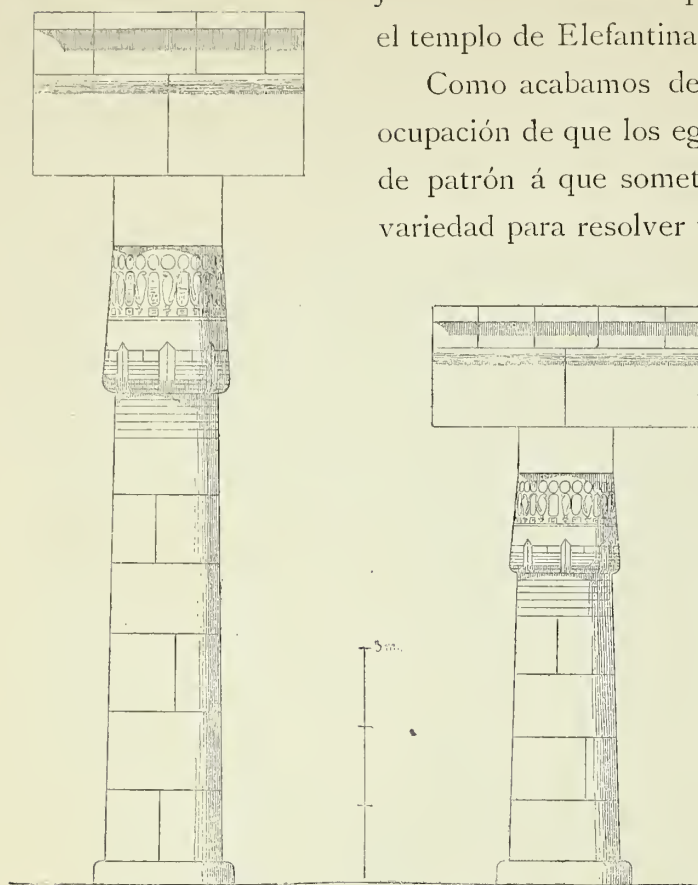 el templo de Elefantina
Como acabamos de
ocupación de que los eg
de patrón á que somet
variedad para resolver
3 m.